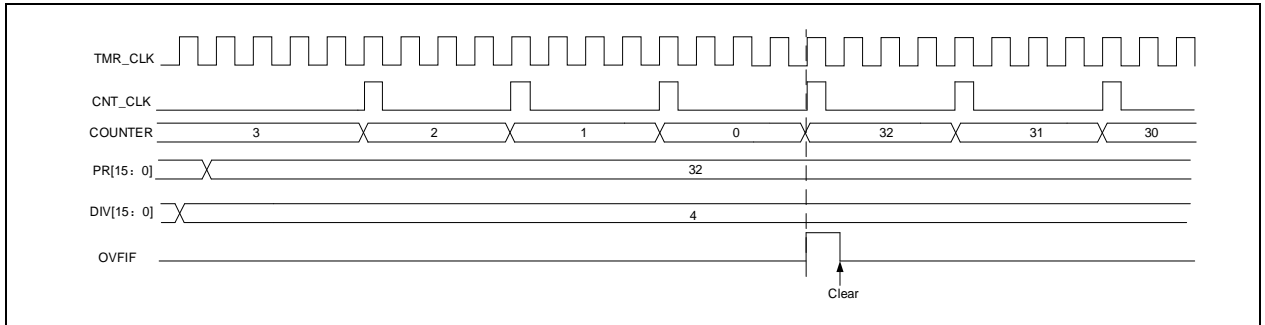 TMR_CLK
CNT_CLK
COUNTER 3 2 1 0 32 31 30
PR[15：0] 32
DIV[15：0] 4
OVFIF
Clear